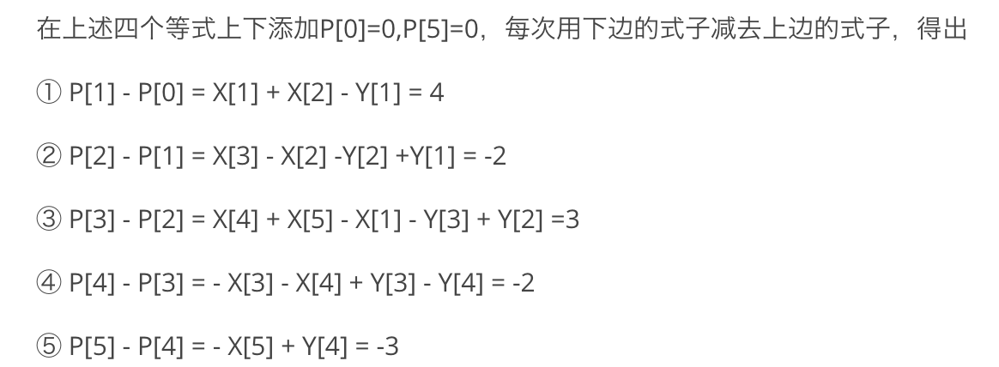 在上述四个等式上下添加P[0]=0,P[5]=0，每次用下边的式子减去上边的式子，得出
① P[1] - P[0] = X[1] + X[2] - Y[1] = 4
② P[2] - P[1] = X[3] - X[2] -Y[2] +Y[1] = -2
③ P[3] - P[2] = X[4] + X[5] - X[1] - Y[3] + Y[2] =3
④ P[4] - P[3] = - X[3] - X[4] + Y[3] - Y[4] = -2
⑤ P[5] - P[4] = - X[5] + Y[4] = -3